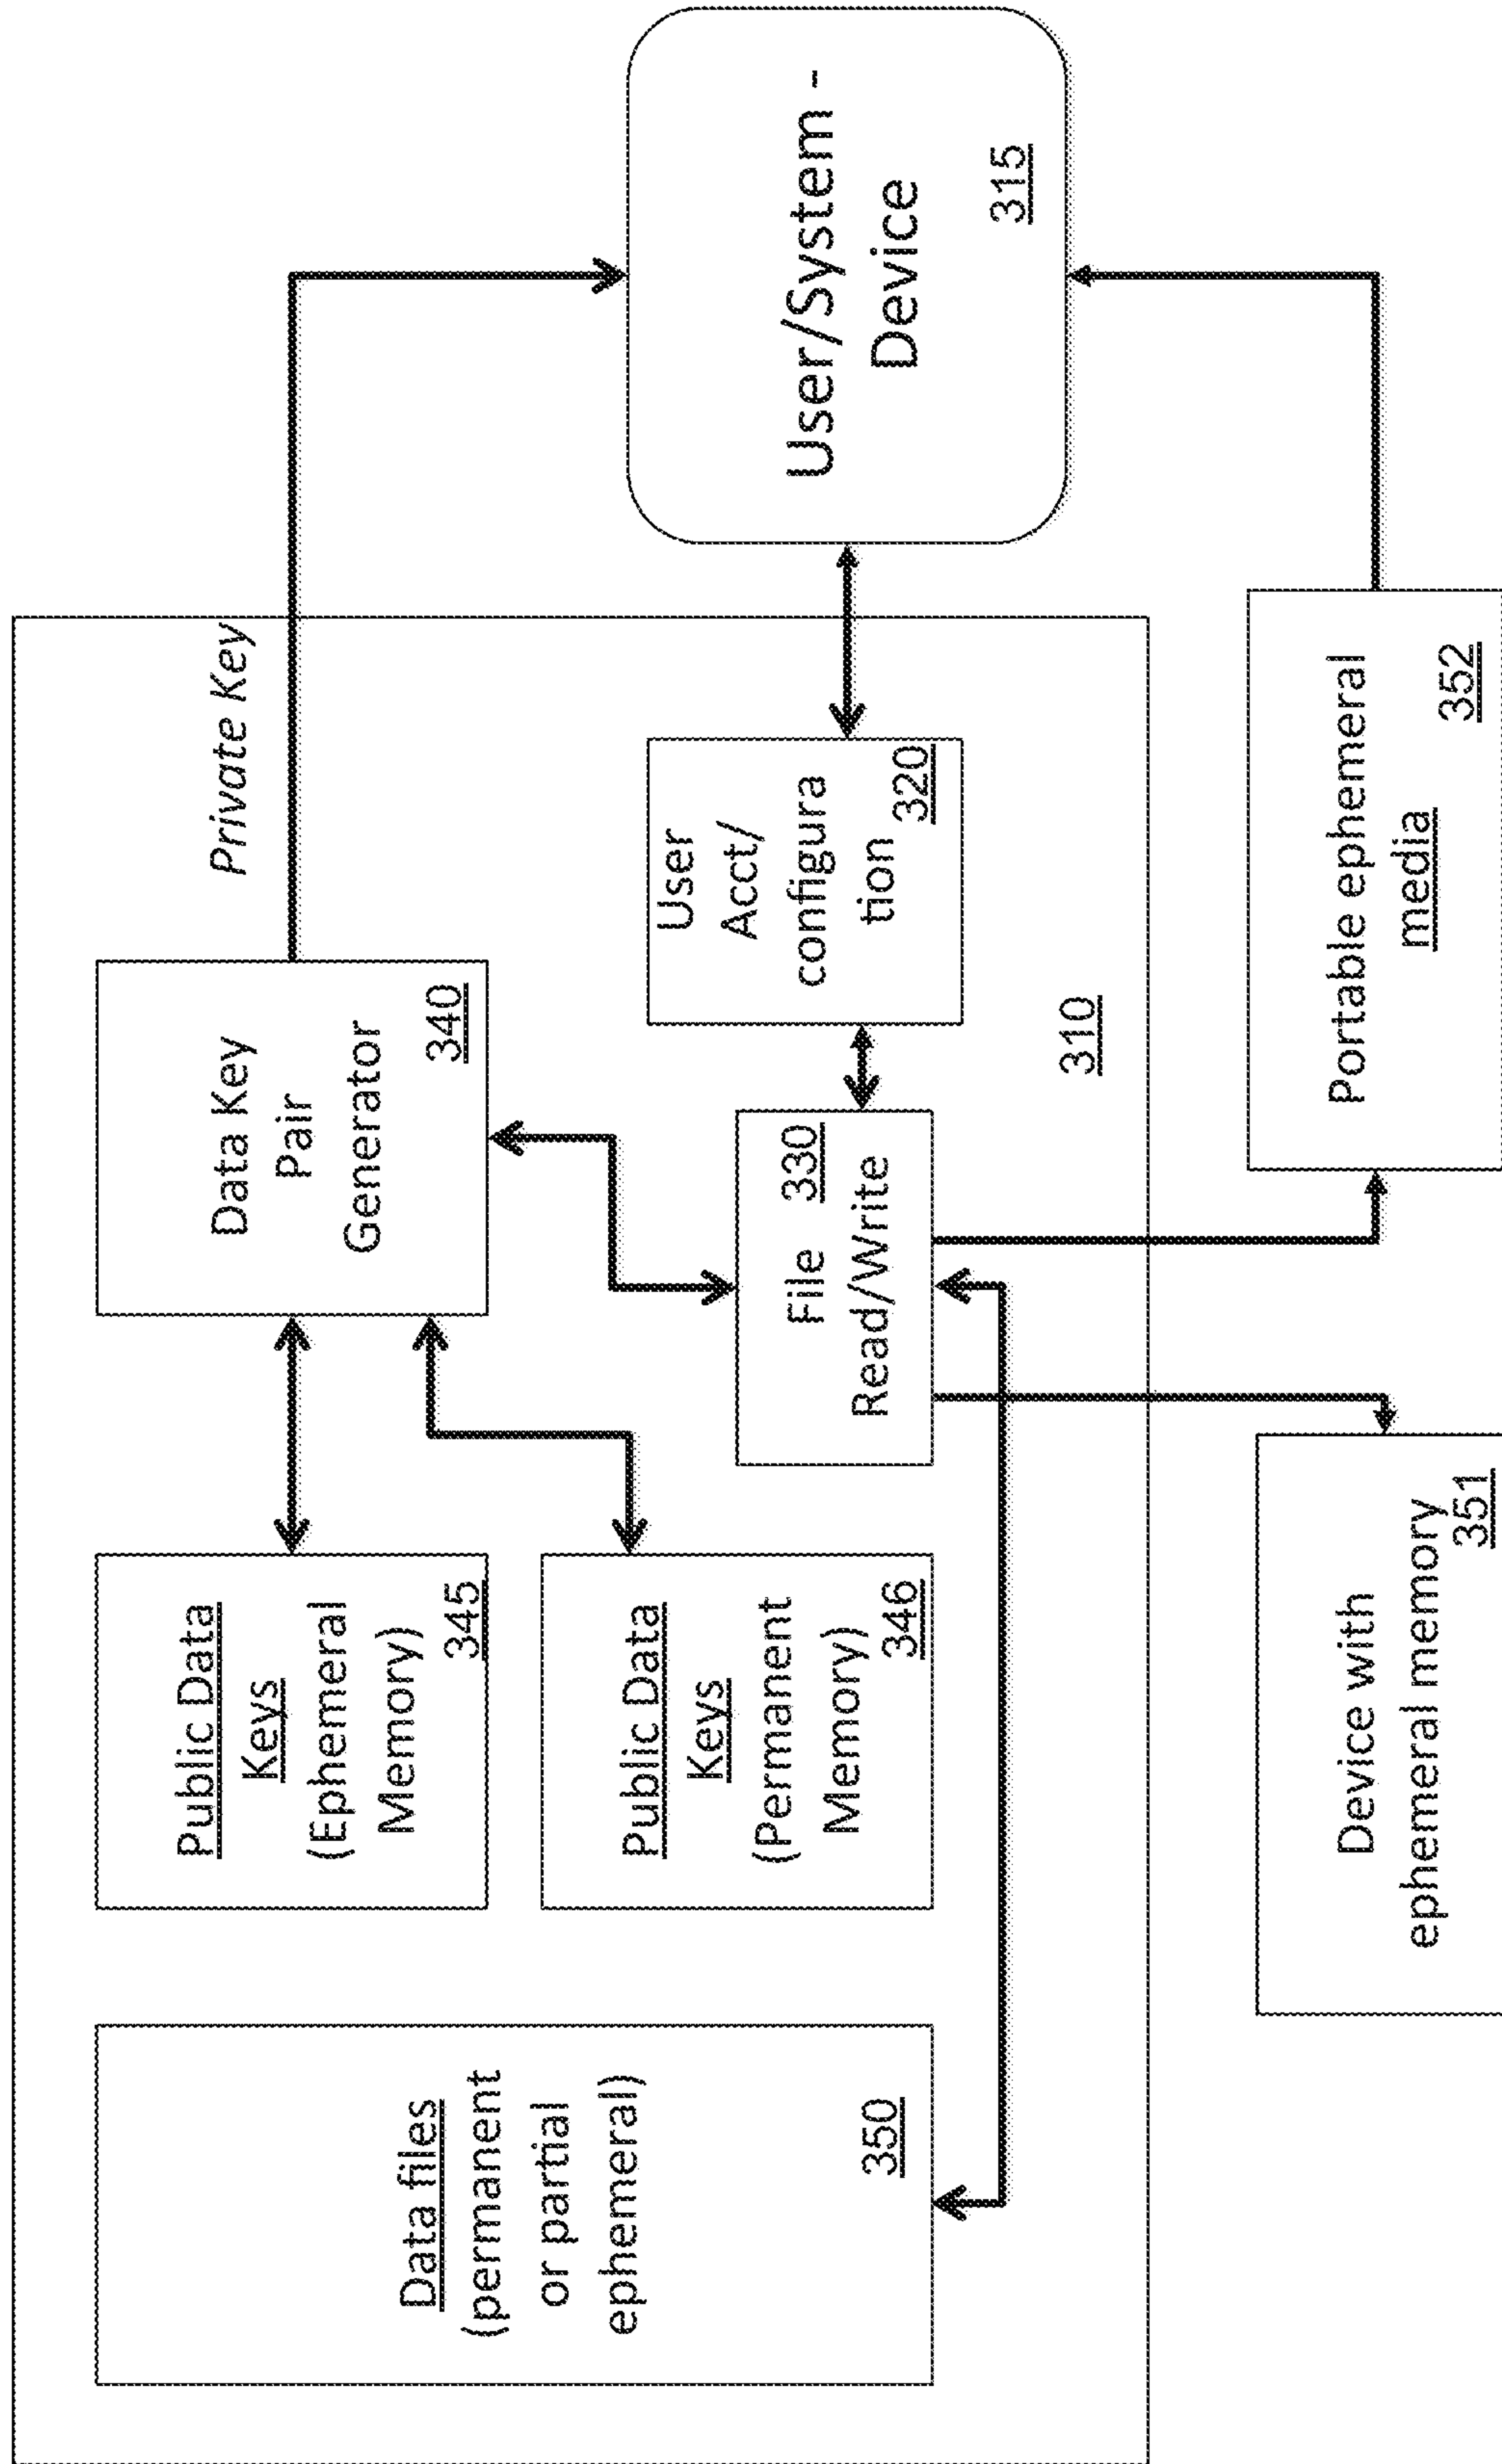 Data files
(permanent
or partial
ephemeral)
350
Public Data
Keys
(Ephemeral
Memory)
345
Public Data
Keys
(Permanent
Memory)
346
Data Key
Pair
Generator
340
Private Key
File 330
Read/Write
User
Acct/
configura
tion
320
310
User/System -
Device
315
Device with
ephemeral memory
351
Portable ephemeral
media
352